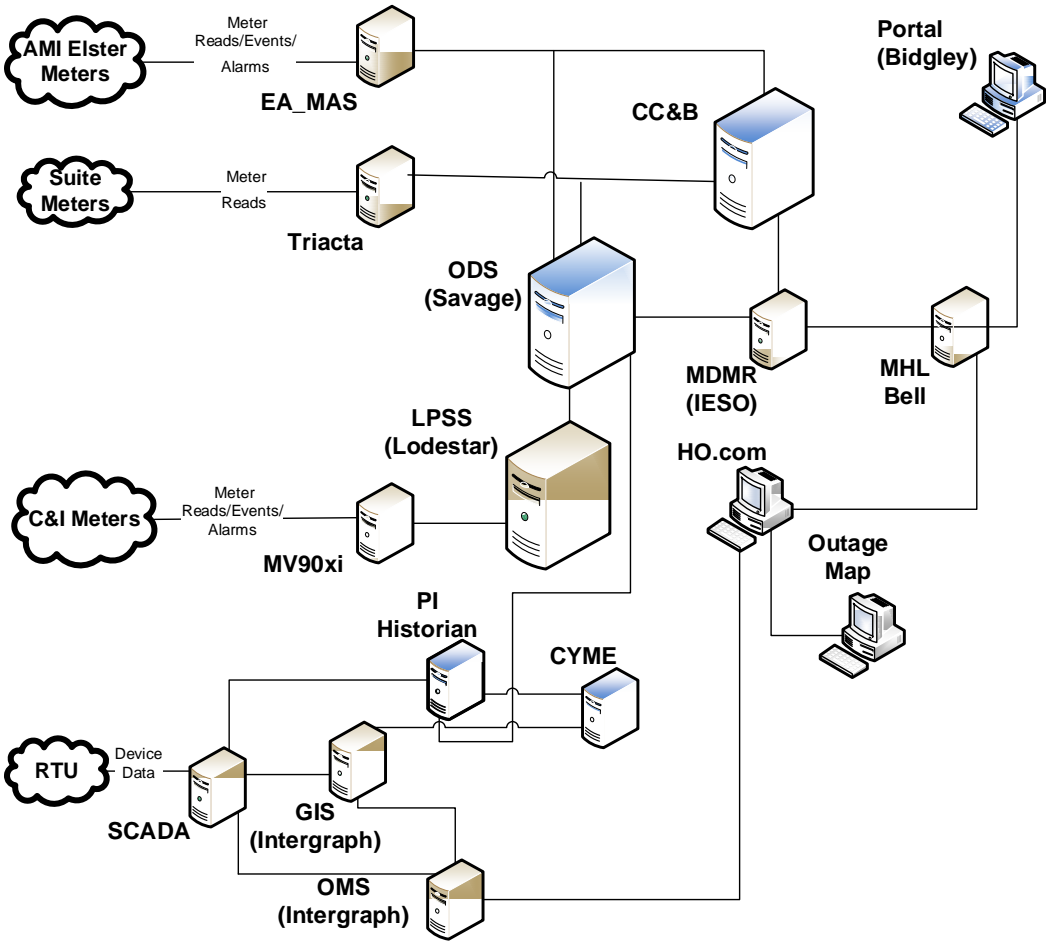 AMI Elster
Meters
Meter
Reads/Events/
Alarms
EA_MAS
CC&B
Portal
(Bidgley)
Suite
Meters
Meter
Reads
Triacta
ODS
(Savage)
MDMR
(IESO)
MHL
Bell
LPSS
(Lodestar)
HO.com
C&I Meters
Meter
Reads/Events/
Alarms
MV90xi
Outage
Map
PI
Historian
CYME
RTU
Device
Data
SCADA
GIS
(Intergraph)
OMS
(Intergraph)